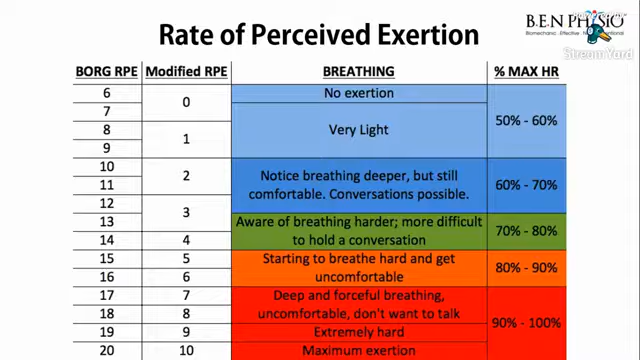 Rate of Perceived Exertion
B.E.N PHYSIO
Stream Yard
BORG RPE Modified RPE BREATHING % MAX HR
6 0 No exertion 50% - 60%
7
8 1 Very Light
9
10 2 Notice breathing deeper, but still
comfortable. Conversations possible. 60% - 70%
11
12 3
13 Aware of breathing harder; more difficult
to hold a conversation 70% - 80%
14 4
15 5 Starting to breathe hard and get
uncomfortable 80% - 90%
16 6
17 7 Deep and forceful breathing,
uncomfortable, don't want to talk 90% - 100%
18 8
19 9 Extremely hard
20 10 Maximum exertion